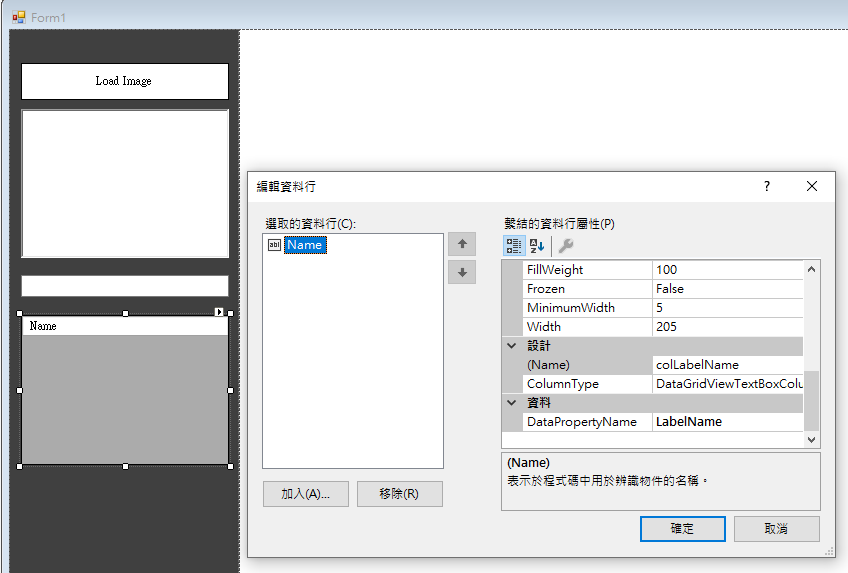 Form1
Load Image
Name
編輯資料行
?
選取的資料行(C):
Name
加入(A)...
移除(R)
繫結的資料行屬性(P)
FillWeight 100
Frozen False
MinimumWidth 5
Width 205
設計
(Name) colLabelName
ColumnType DataGridViewTextBoxColu
資料
DataPropertyName LabelName
(Name)
表示於程式碼中用於辨識物件的名稱。
確定
取消